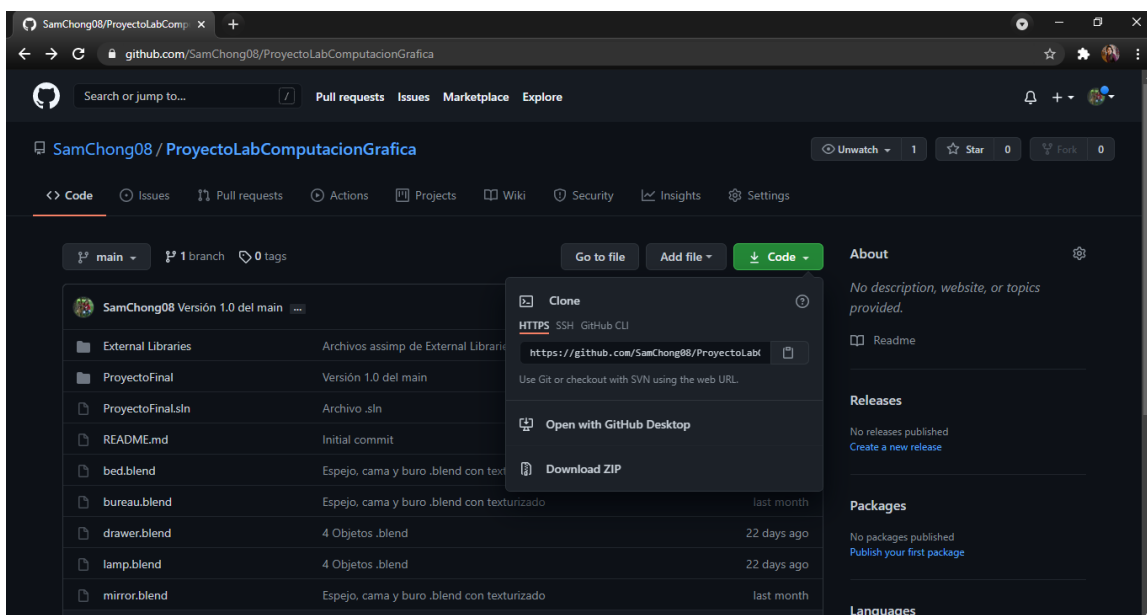 SamChong08/ProyectoLabComp
github.com/SamChong08/ProyectoLabComputacionGrafica
Search or jump to... /
Pull requests Issues Marketplace Explore
SamChong08 / ProyectoLabComputacionGrafica
Unwatch 1 Star 0 Fork 0
Code Issues Pull requests Actions Projects Wiki Security Insights Settings
main 1 branch 0 tags
Go to file Add file Code
About
No description, website, or topics
provided.
Readme
SamChong08 Versión 1.0 del main ...
Clone
HTTPS SSH GitHub CLI
https://github.com/SamChong08/ProyectoLab
Use Git or checkout with SVN using the web URL.
Open with GitHub Desktop
Download ZIP
External Libraries Archivos assimp de External Librarie
ProyectoFinal Versión 1.0 del main
ProyectoFinal.sln Archivo .sln
README.md Initial commit
bed.blend Espejo, cama y buro .blend con text
bureau.blend Espejo, cama y buro .blend con texturizado last month
drawer.blend 4 Objetos .blend 22 days ago
lamp.blend 4 Objetos .blend 22 days ago
mirror.blend Espejo, cama y buro .blend con texturizado last month
Releases
No releases published
Create a new release
Packages
No packages published
Publish your first package
Languages